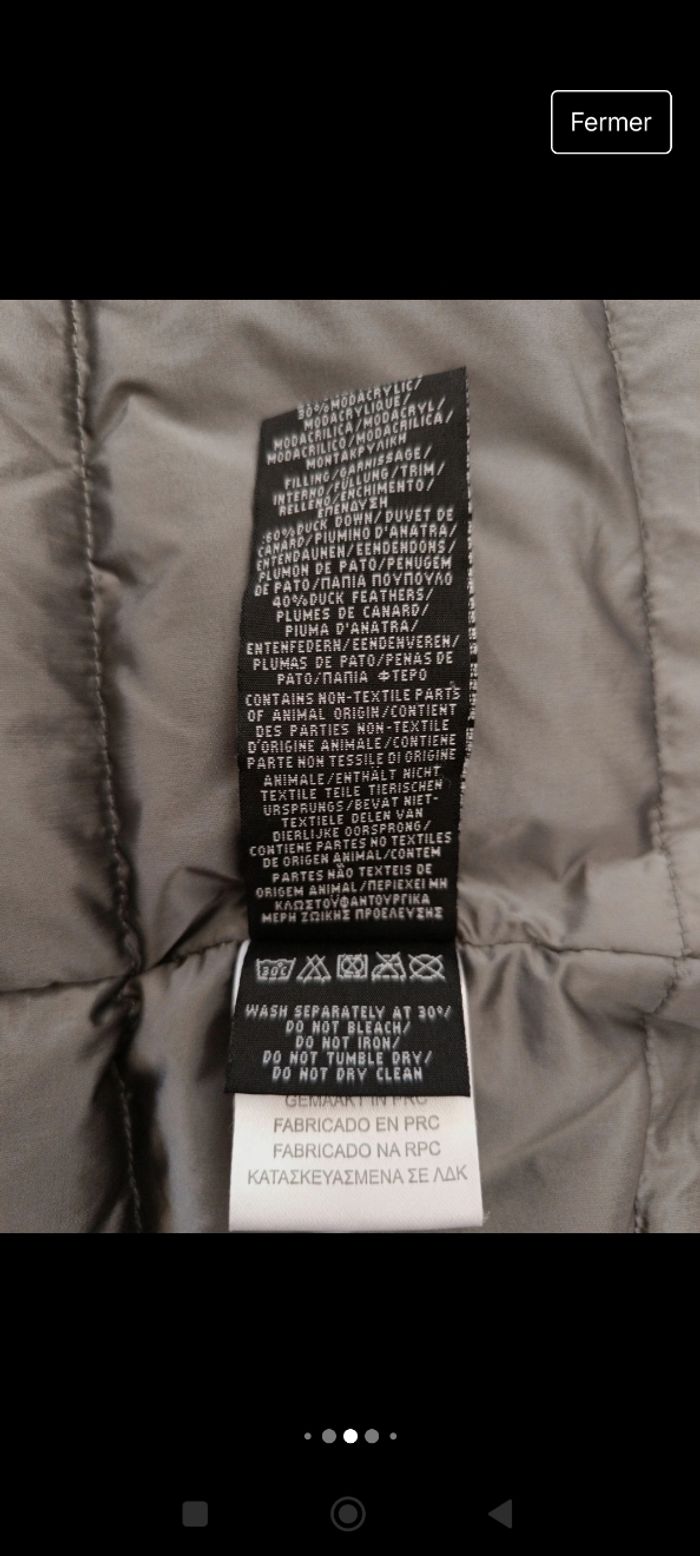 Fermer
30%MODACRYLIC/
MODACRYLIQUE/
MODACRILICA/MODACRYL/
MODACRILICO/MODACRILICA/
ΜΟΝΤΑΚΡΥΛΙΚΗ
FILLING/GARNISSAGE/
INTERNO/FULLUNG/TRIM/
RELLENO/ENCHIMENTO/
ΕΠΕΝΔΥΣΗ
60%DUCK DOWN/DUVET DE
CANARD/PIUMINO D'ANATRA/
ENTENDAUNEN/EENDENDONS/
PLUMON DE PATO/PENUGEM
DE PATO/ΠΑΠΙΑ ΠΟΥΠΟΥΛΟ
40%DUCK FEATHERS/
PLUMES DE CANARD/
PIUMA D'ANATRA/
ENTENFEDERN/EENDENVEREN/
PLUMAS DE PATO/PENAS DE
PATO/ΠΑΠΙΑ ΦΤΕΡΟ
CONTAINS NON-TEXTILE PARTS
OF ANIMAL ORIGIN/CONTIENT
DES PARTIES NON-TEXTILE
D'ORIGINE ANIMALE/CONTIENE
PARTE NON TESSILE DI ORIGINE
ANIMALE/ENTHÄLT NICHT
TEXTILE TEILE TIERISCHEN
URSPRUNGS/BEVAT NIET-
TEXTIELE DELEN VAN
DIERLIJKE OORSPRONG/
CONTIENE PARTES NO TEXTILES
DE ORIGEN ANIMAL/CONTEM
PARTES NÃO TEXTEIS DE
ORIGEM ANIMAL/ΠΕΡΙΕΧΕΙ ΜΗ
ΚΛΩΣΤΟΫΦΑΝΤΟΥΡΓΙΚΑ
ΜΕΡΗ ΖΩΙΚΗΣ ΠΡΟΕΛΕΥΣΗΣ
30°C
WASH SEPARATELY AT 30°/
DO NOT BLEACH/
DO NOT IRON/
DO NOT TUMBLE DRY/
DO NOT DRY CLEAN
GEMAAKT IN PRC
FABRICADO EN PRC
FABRICADO NA RPC
ΚΑΤΑΣΚΕΥΑΣΜΕΝΑ ΣΕ ΛΔΚ